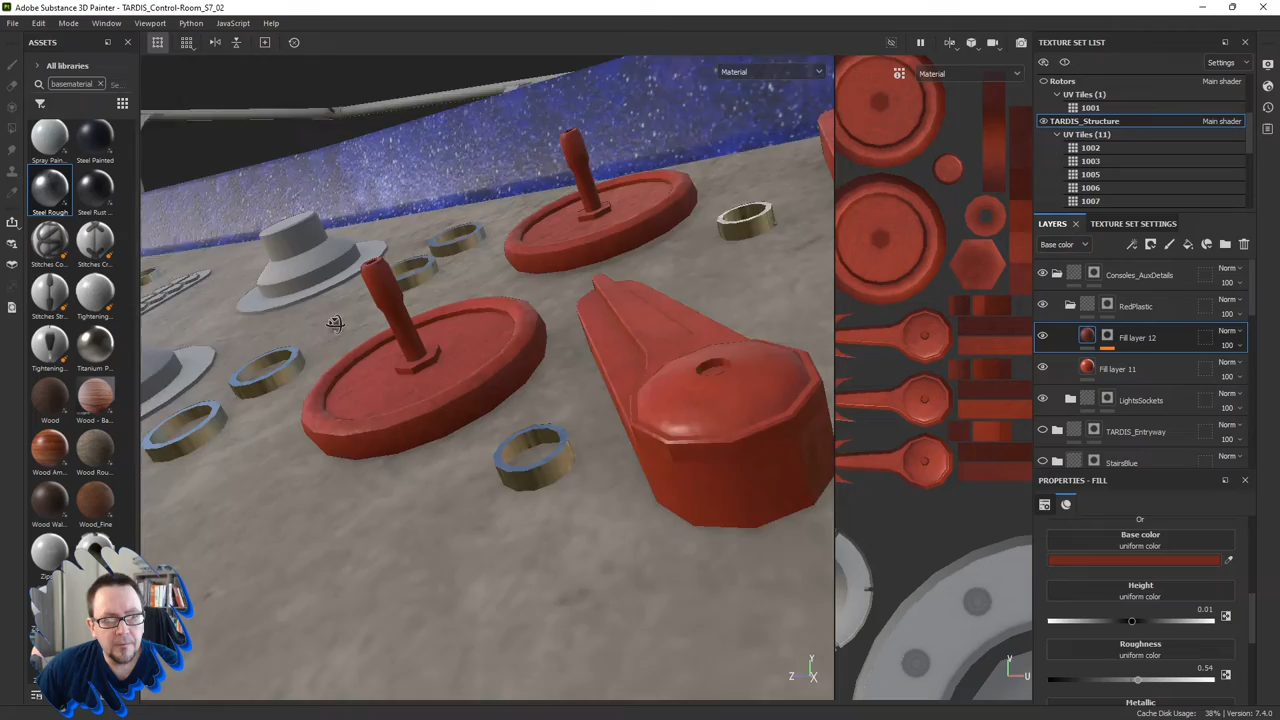 Adobe Substance 3D Painter - TARDIS_Control-Room_S7_02
File Edit Mode Window Viewport Python JavaScript Help
ASSETS
All libraries
basematerial Se...
Spray Pain... Steel Painted
Steel Rough Steel Rust ...
Stitches Co... Stitches Cr...
Stitches Str... Tightening...
Tightening... Titanium P...
Wood Wood - Ba...
Wood Am... Wood Rou...
Wood Wal... Wood_Fine
Material
Material
Z Y X
V U
TEXTURE SET LIST
Settings
Rotors Main shader
UV Tiles (1)
1001
TARDIS_Structure Main shader
UV Tiles (11)
1002
1003
1005
1006
1007
LAYERS TEXTURE SET SETTINGS
Base color
Consoles_AuxDetails Norm 100
RedPlastic Norm 100
Fill layer 12 Norm 100
Fill layer 11 Norm 100
LightsSockets Norm 100
TARDIS_Entryway Norm 100
StairsBlue Norm
PROPERTIES - FILL
Or
Base color
uniform color
Height
uniform color
0.01
Roughness
uniform color
0.54
Metallic
Cache Disk Usage: 38% | Version: 7.4.0